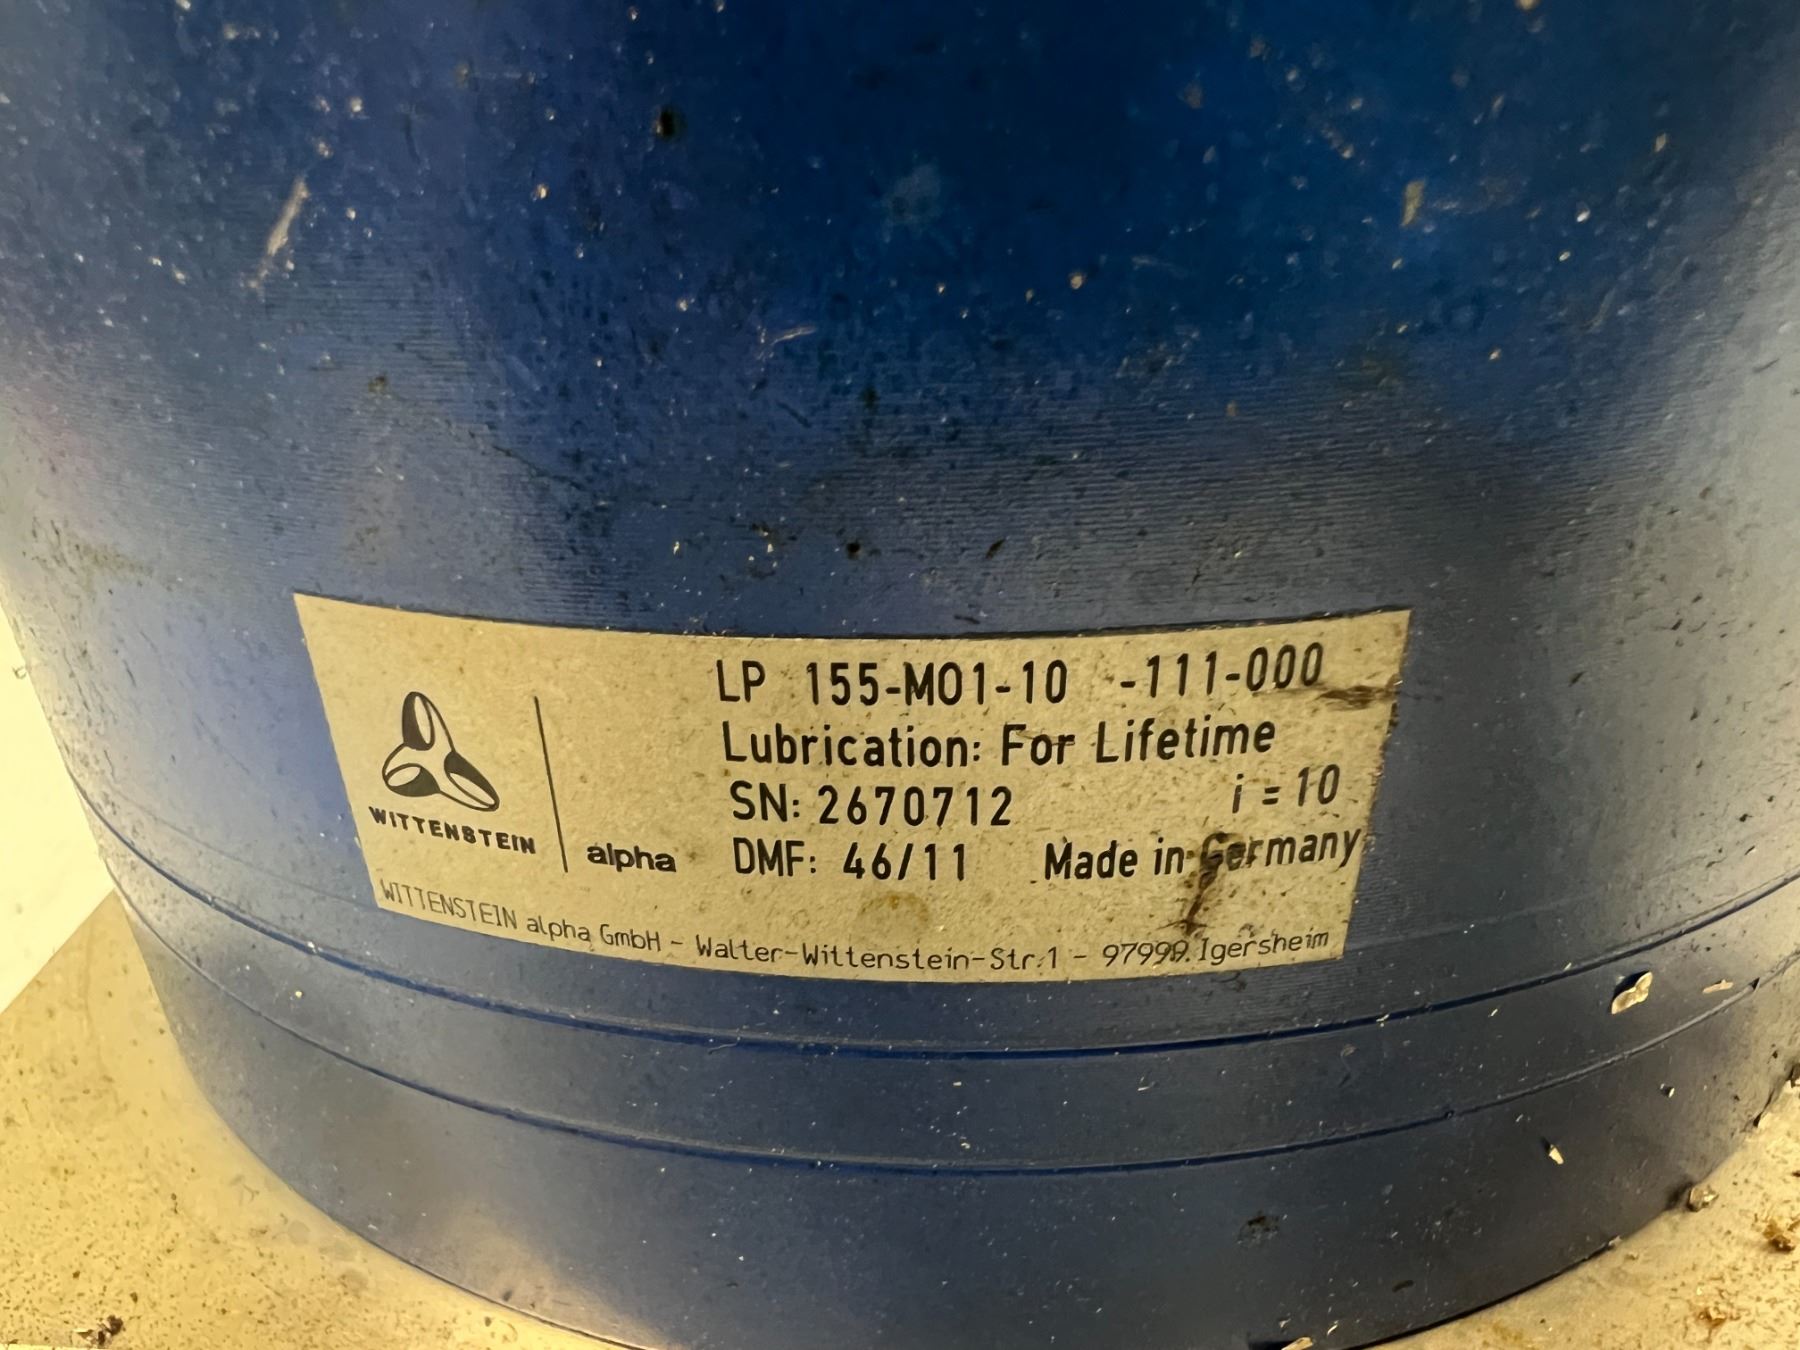 LP 155-M01-10 -111-000
Lubrication: For Lifetime
SN: 2670712 i = 10
DMF: 46/11 Made in Germany
WITTENSTEIN
alpha
WITTENSTEIN alpha GmbH - Walter-Wittenstein-Str.1 - 97999 Igersheim